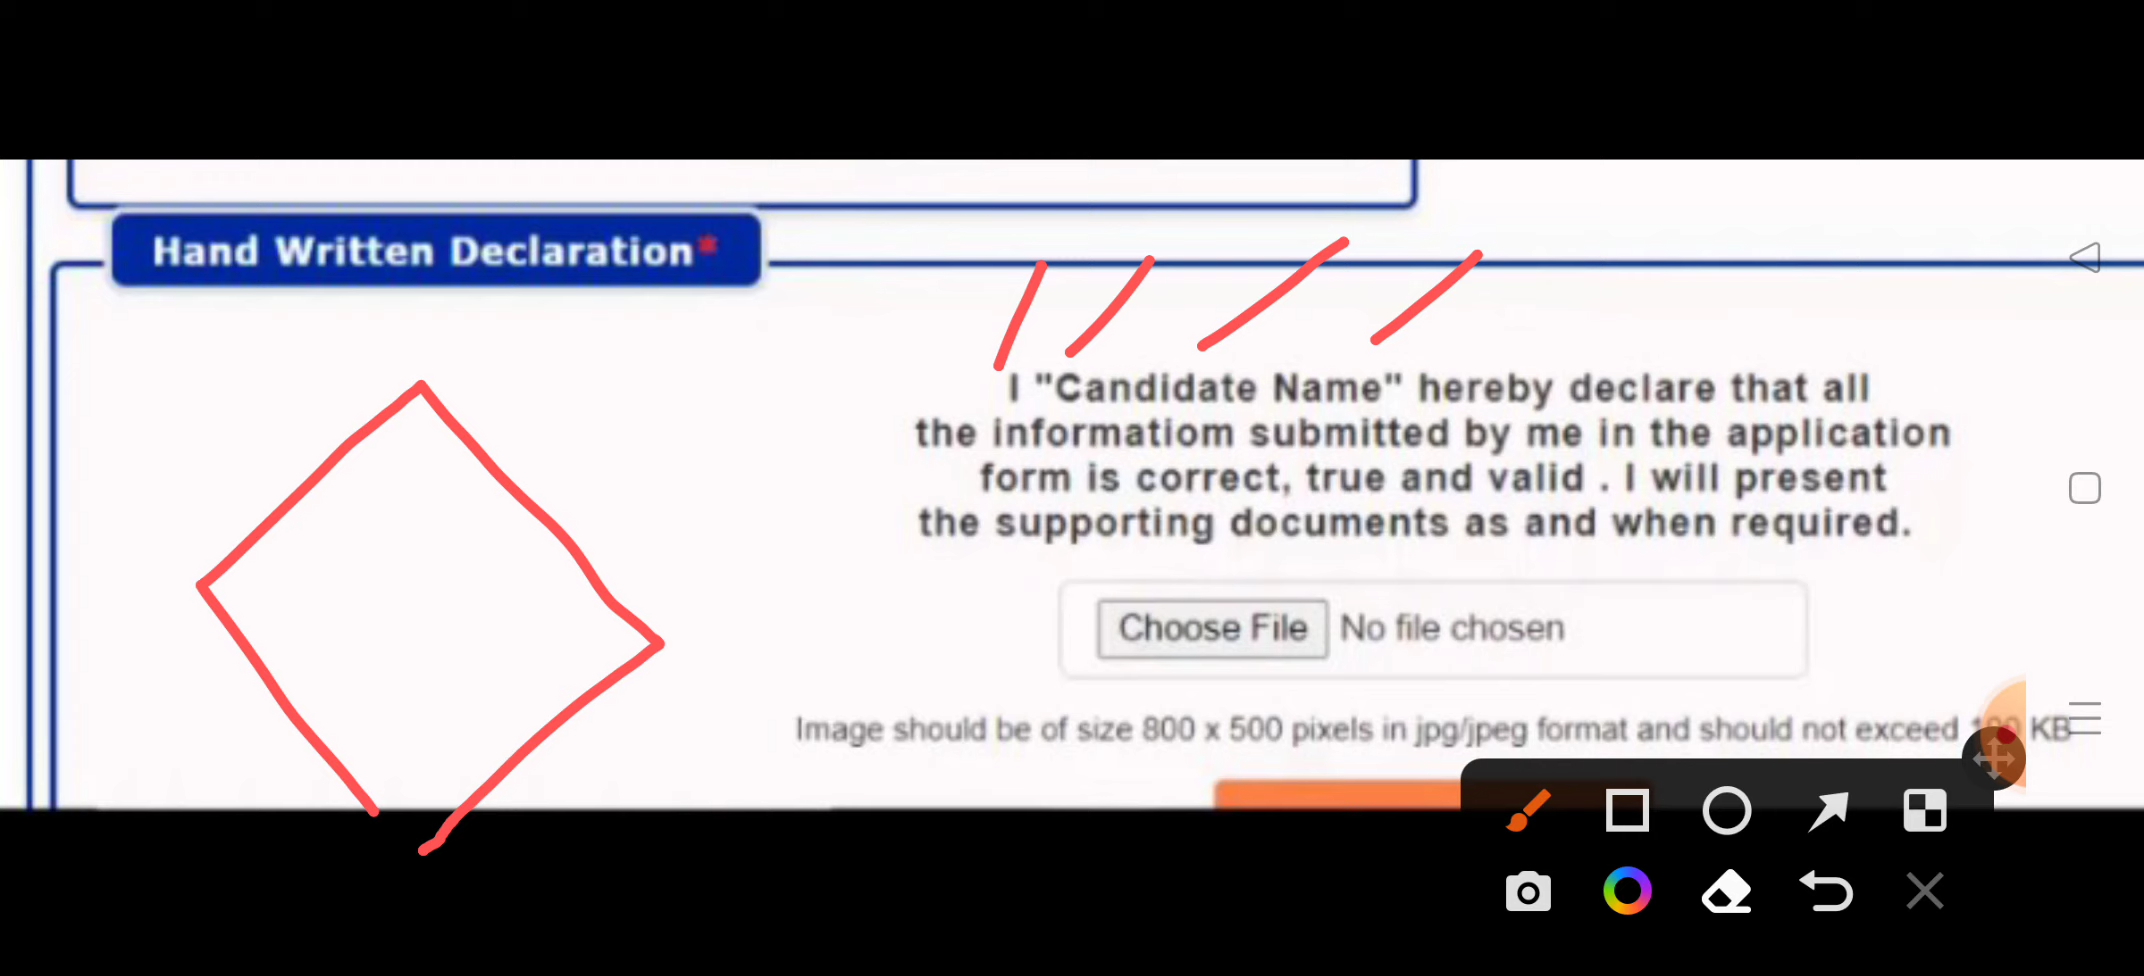 Hand Written Declaration*
I "Candidate Name" hereby declare that all
the informatiom submitted by me in the application
form is correct, true and valid . I will present
the supporting documents as and when required.
Choose File No file chosen
Image should be of size 800 x 500 pixels in jpg/jpeg format and should not exceed KB